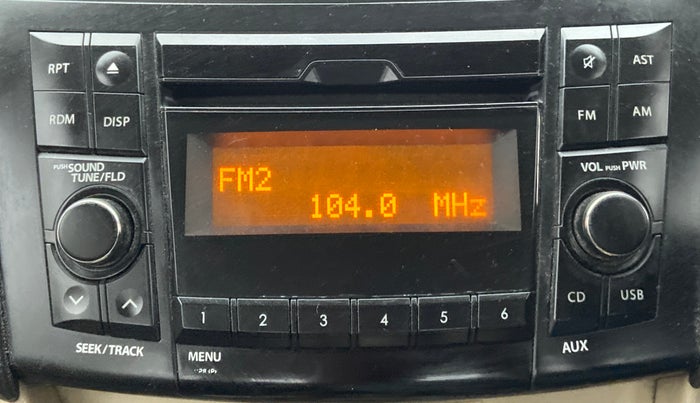 RPT
AST
RDM
DISP
FM
AM
PUSH SOUND
TUNE/FLD
VOL PUSH PWR
FM2
104.0 MHz
CD
USB
1 2 3 4 5 6
SEEK/TRACK
MENU
AUX